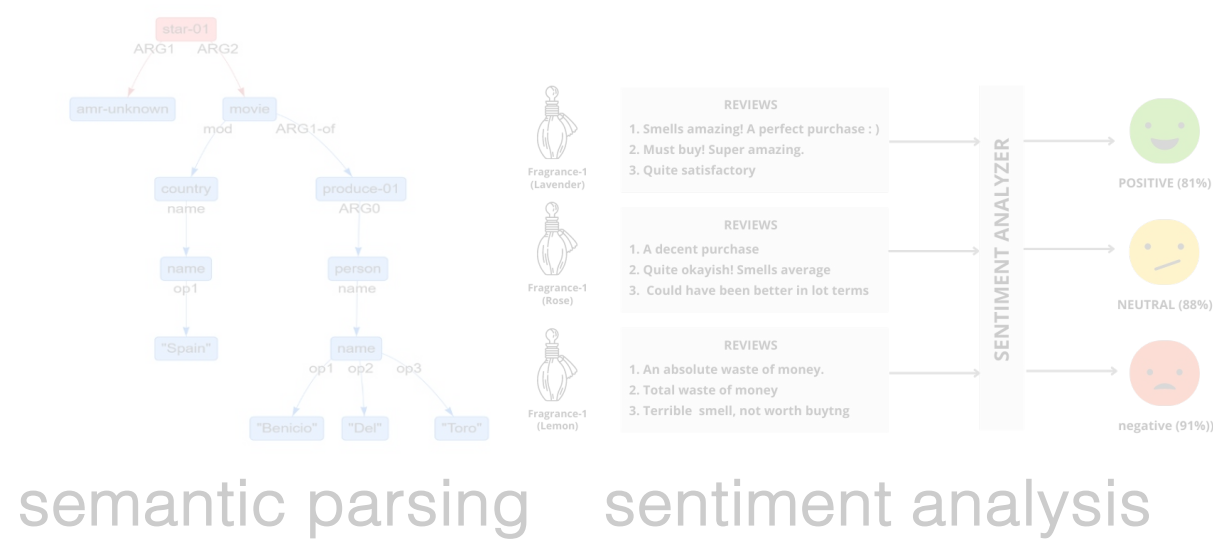 star-01
ARG1 ARG2
amr-unknown movie
mod ARG1-of
country produce-01
name ARG0
name person
op1 name
"Spain" name
op1 op2 op3
"Benicio" "Del" "Toro"
Fragrance-1
(Lavender)
REVIEWS
1. Smells amazing! A perfect purchase : )
2. Must buy! Super amazing.
3. Quite satisfactory
Fragrance-1
(Rose)
REVIEWS
1. A decent purchase
2. Quite okayish! Smells average
3. Could have been better in lot terms
Fragrance-1
(Lemon)
REVIEWS
1. An absolute waste of money.
2. Total waste of money
3. Terrible smell, not worth buytng
SENTIMENT ANALYZER
POSITIVE (81%)
NEUTRAL (88%)
negative (91%))
semantic parsing
sentiment analysis